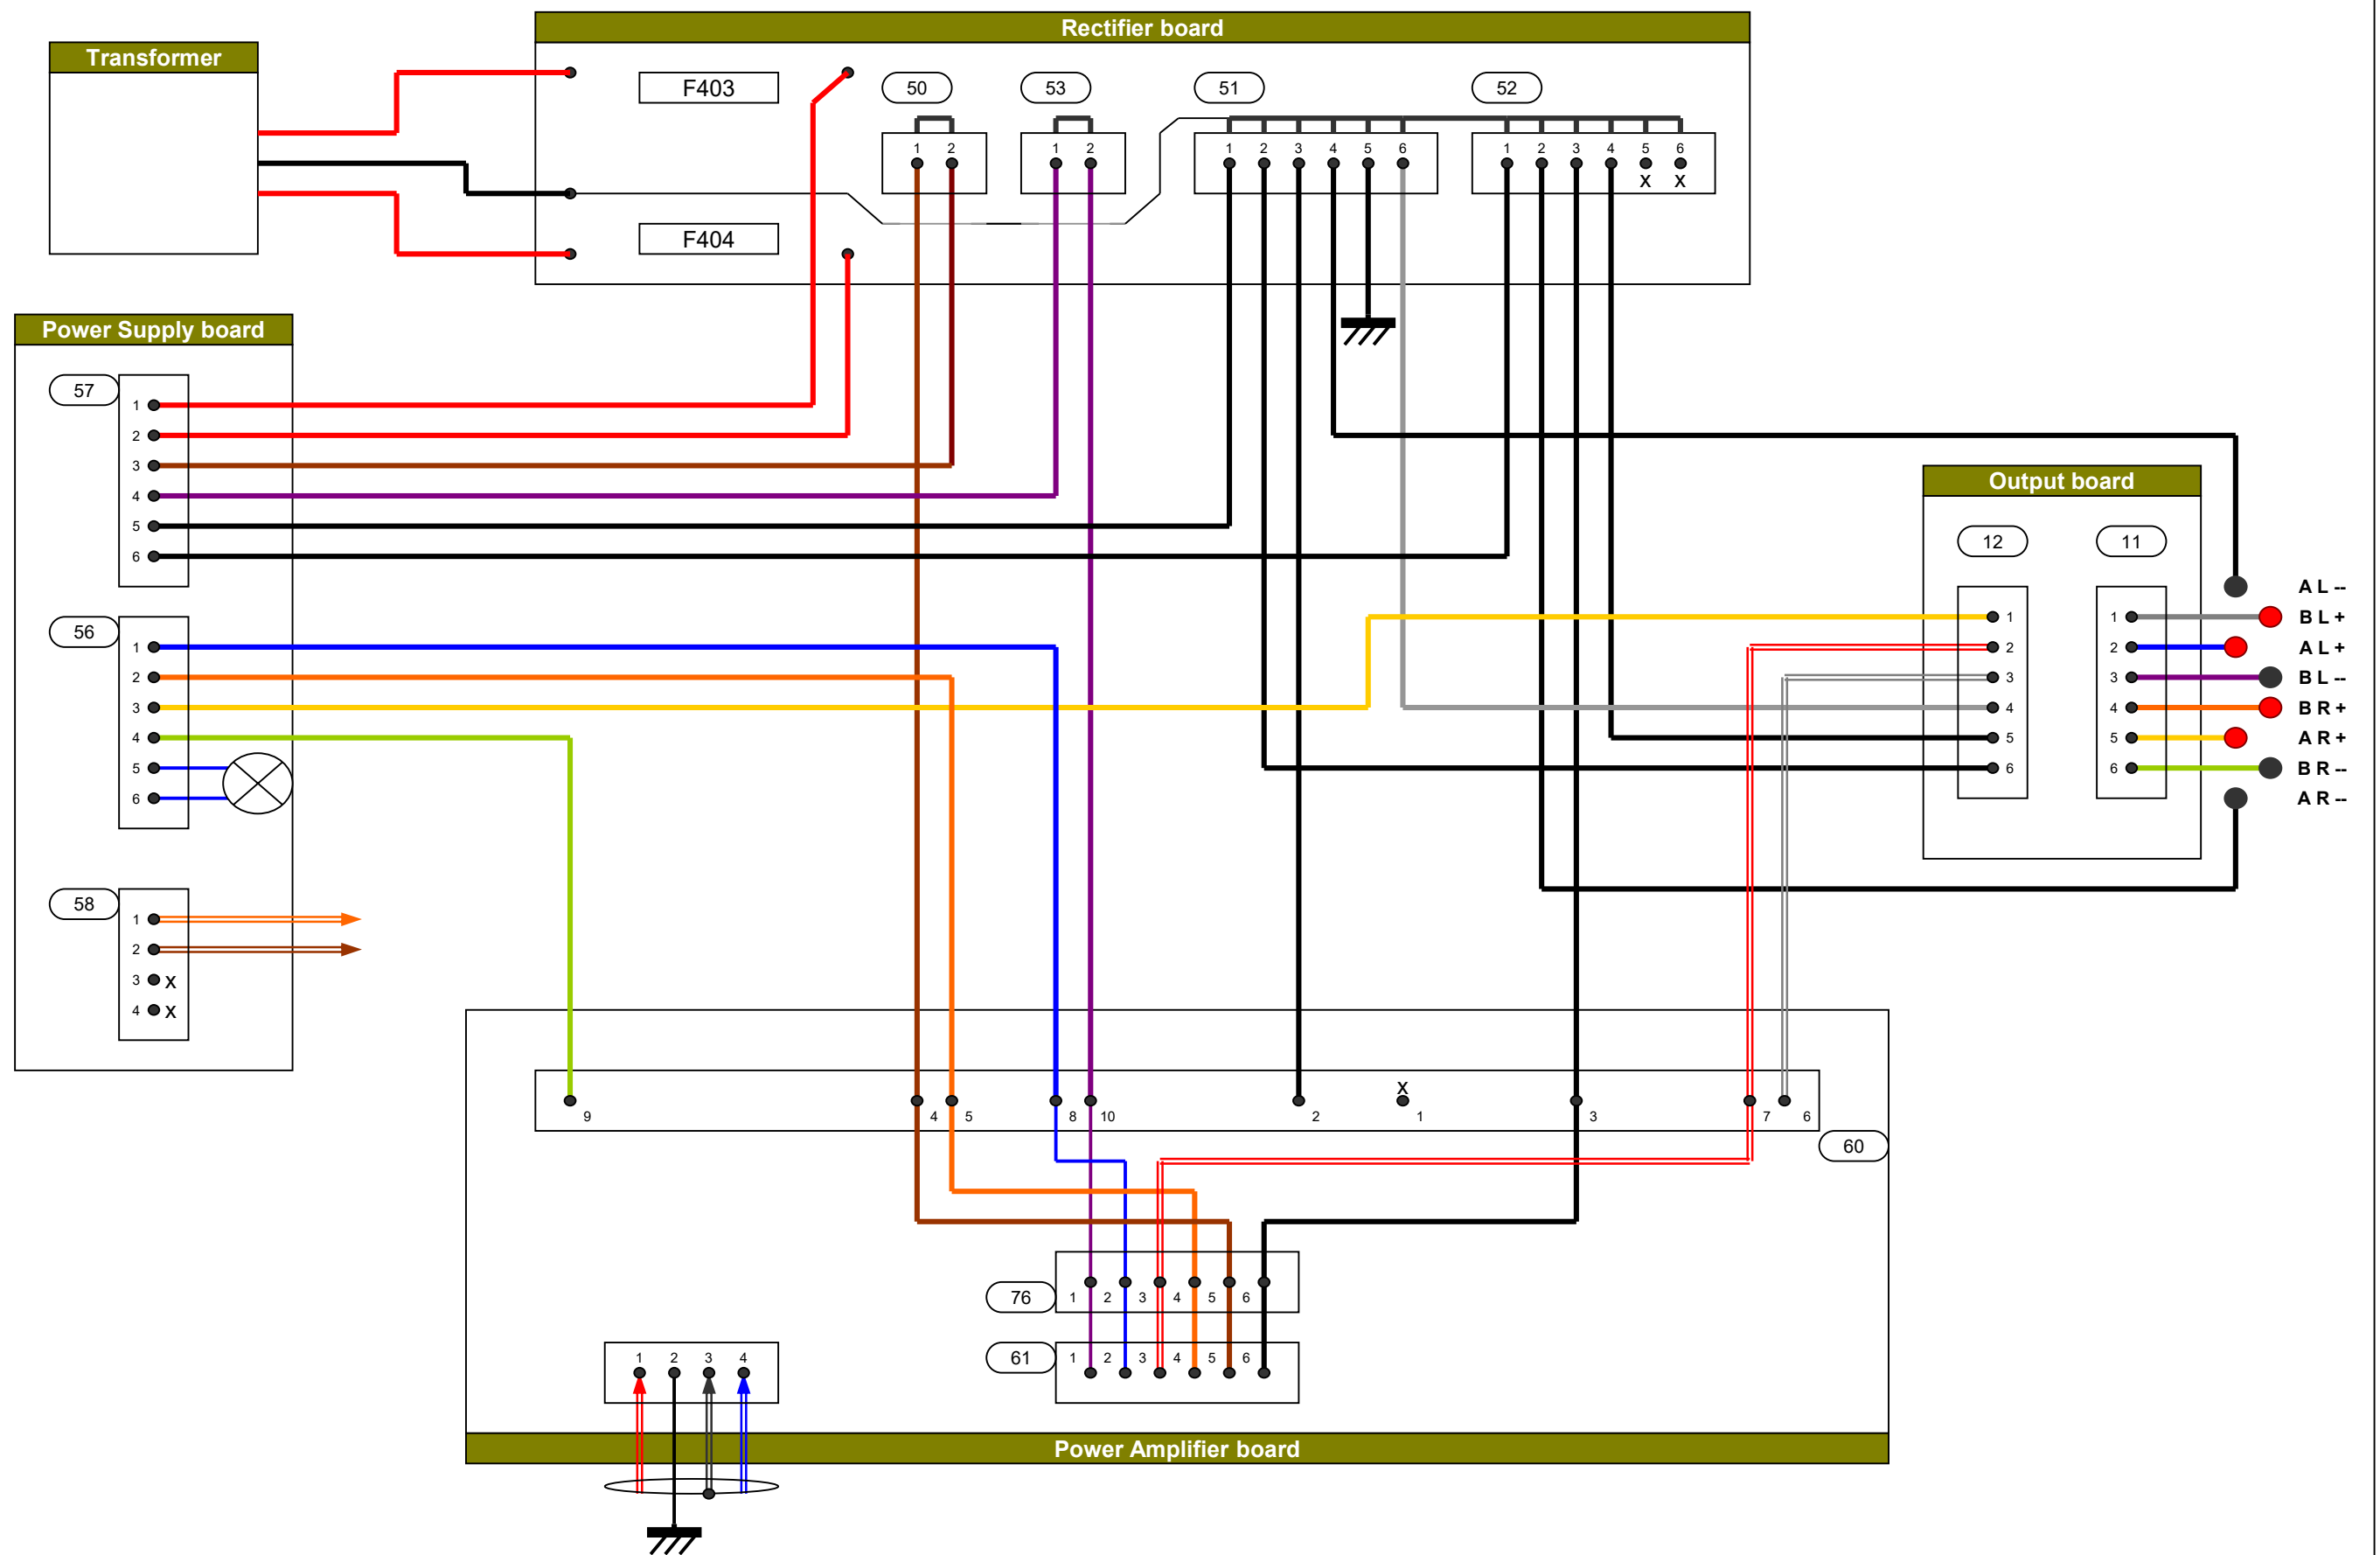 Rectifier board
Transformer
F403
50
53
51
52
1 2
1 2
1 2 3 4 5 6
1 2 3 4 5 6
X X
F404
Power Supply board
57
1
2
3
4
5
6
Output board
12
11
1
2
3
4
5
6
1
2
3
4
5
6
A L --
B L +
A L +
B L --
B R +
A R +
B R --
A R --
56
1
2
3
4
5
6
58
1
2
3 X
4 X
X
9 4 5 8 10 2 1 3 7 6
60
76
1 2 3 4 5 6
61
1 2 3 4 5 6
1 2 3 4
Power Amplifier board